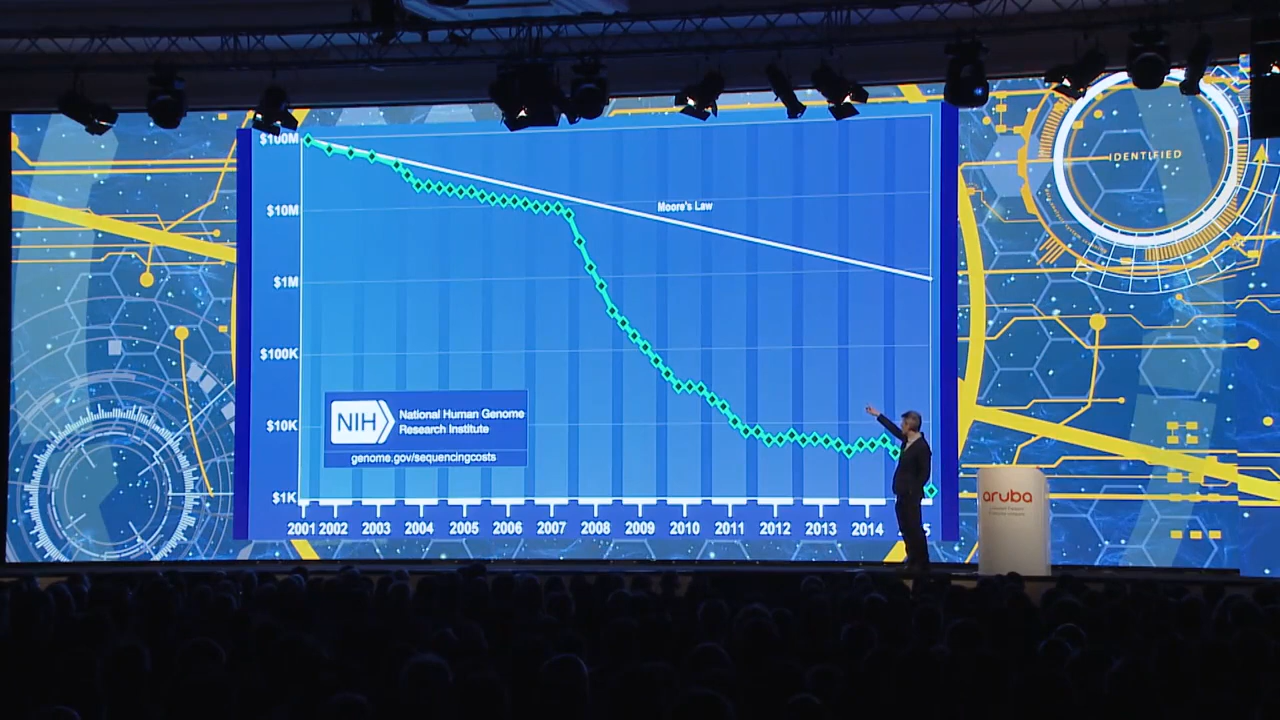 IDENTIFIED
$100M
Moore's Law
$10M
$1M
$100K
$10K
$1K
NIH
National Human Genome
Research Institute
genome.gov/sequencingcosts
2001 2002 2003 2004 2005 2006 2007 2008 2009 2010 2011 2012 2013 2014
aruba